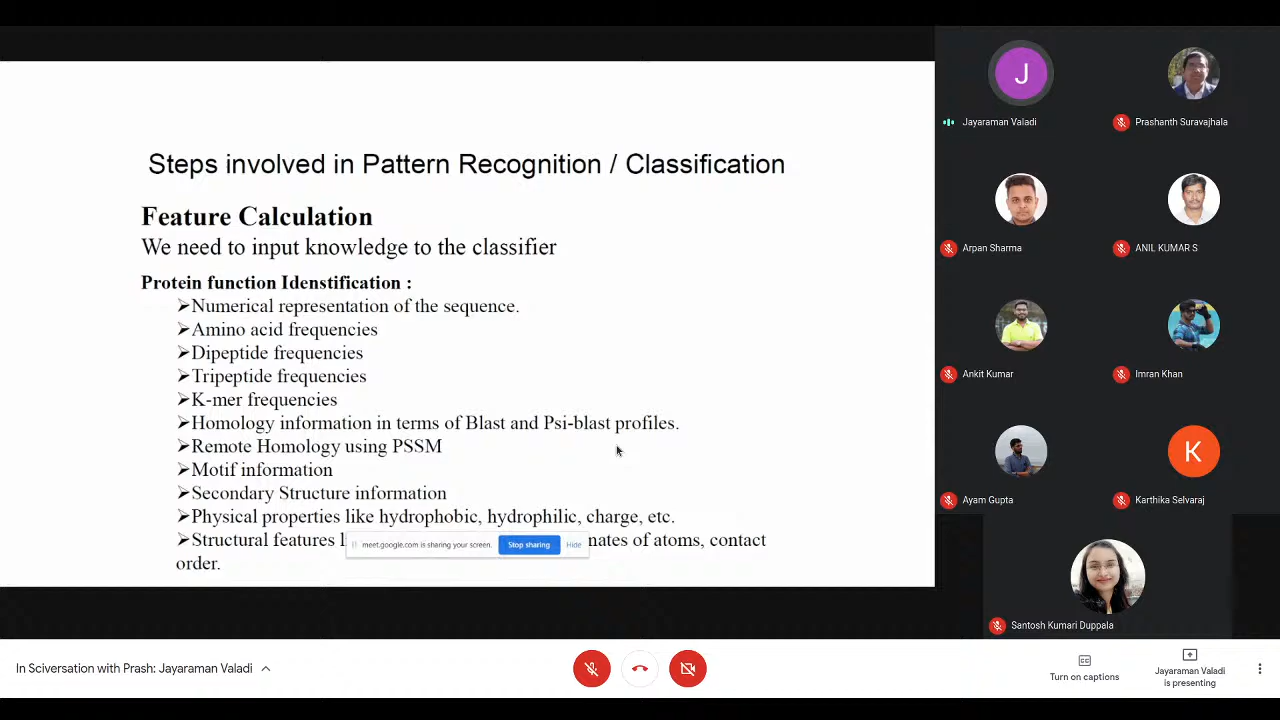 Steps involved in Pattern Recognition / Classification
Feature Calculation
We need to input knowledge to the classifier
Protein function Idenstification :
➢Numerical representation of the sequence.
➢Amino acid frequencies
➢Dipeptide frequencies
➢Tripeptide frequencies
➢K-mer frequencies
➢Homology information in terms of Blast and Psi-blast profiles.
➢Remote Homology using PSSM
➢Motif information
➢Secondary Structure information
➢Physical properties like hydrophobic, hydrophilic, charge, etc.
➢Structural features of atoms, contact
order.
meet.google.com is sharing your screen. Stop sharing Hide
J
Jayaraman Valadi
Prashanth Suravajhala
Arpan Sharma
ANIL KUMAR S
Ankit Kumar
Imran Khan
K
Ayam Gupta
Karthika Selvaraj
Santosh Kumari Duppala
In Sciversation with Prash: Jayaraman Valadi
Turn on captions
Jayaraman Valadi
is presenting